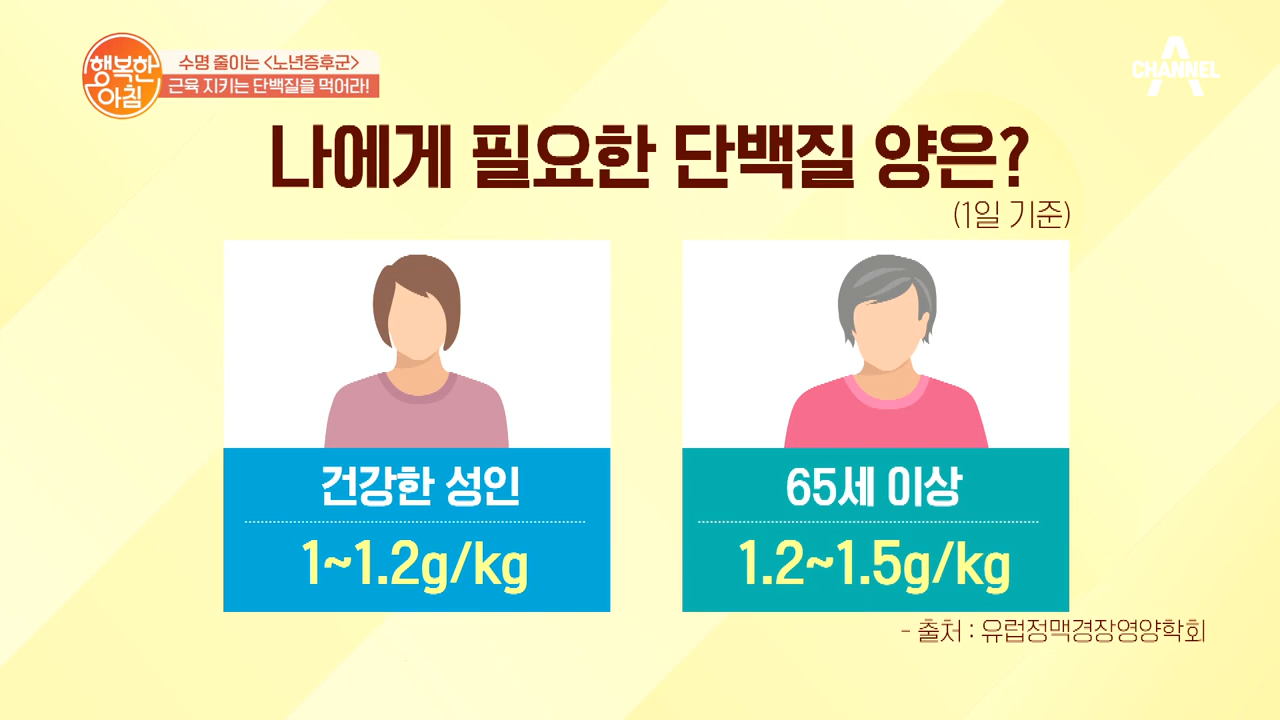 행복한
아침
수명 줄이는 <노년증후군>
근육 지키는 단백질을 먹어라!
CHANNEL A
나에게 필요한 단백질 양은?
(1일 기준)
건강한 성인
1~1.2g/kg
65세 이상
1.2~1.5g/kg
- 출처 : 유럽정맥경장영양학회